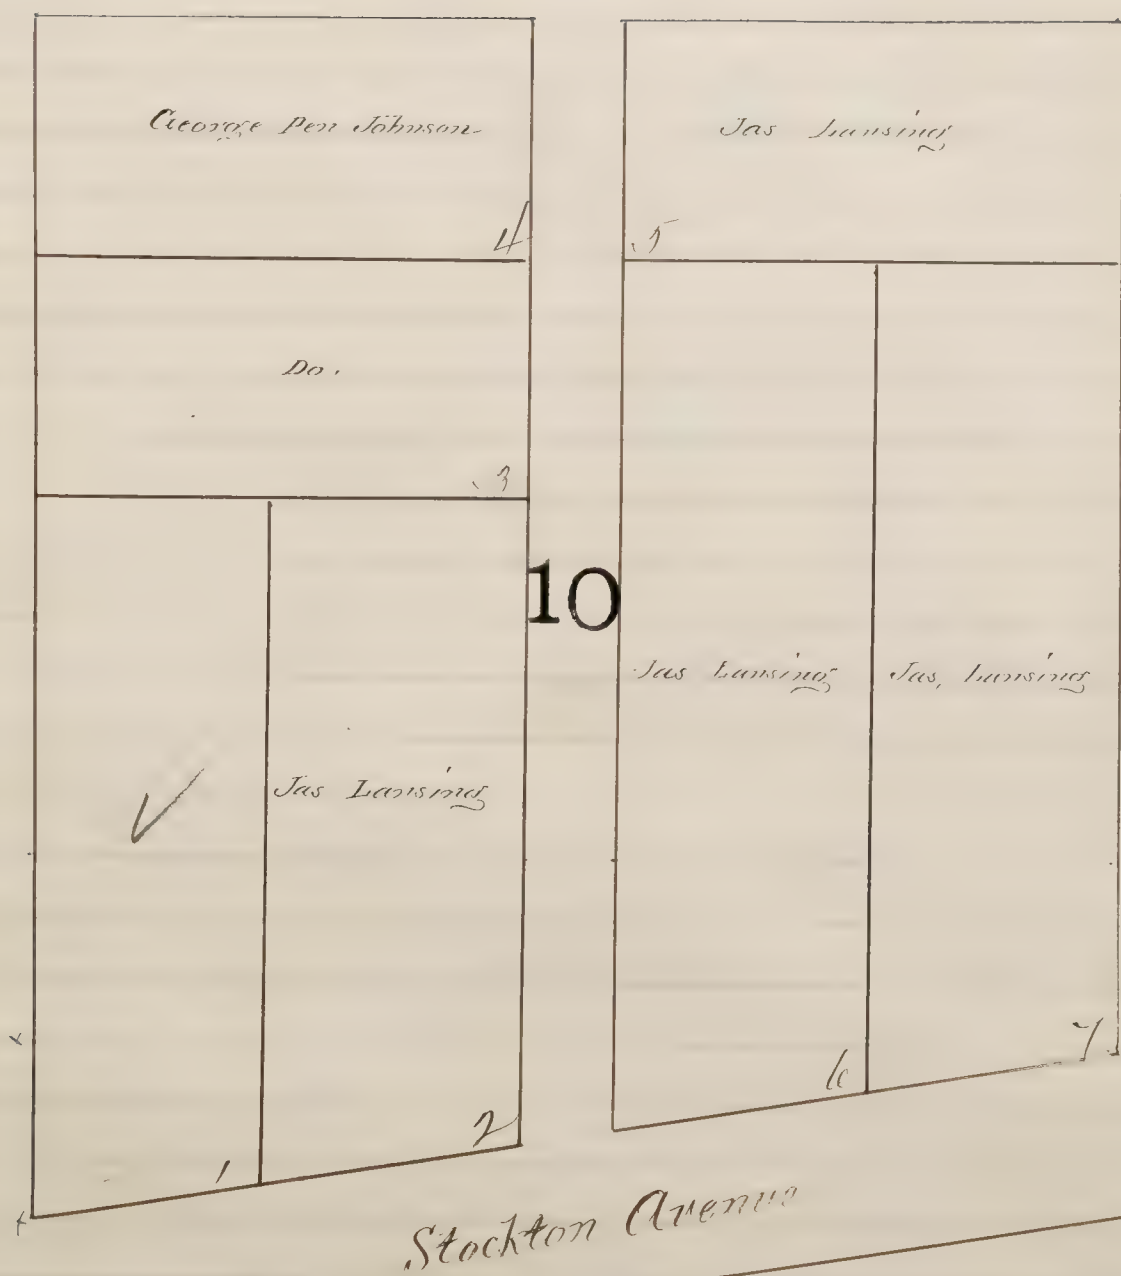 George Pen Johnson
Jas Lansing
4
5
Do.
3
10
Jas Lansing
Jas, Lansing
Jas Lansing
7
6
2
1
Stockton Avenue